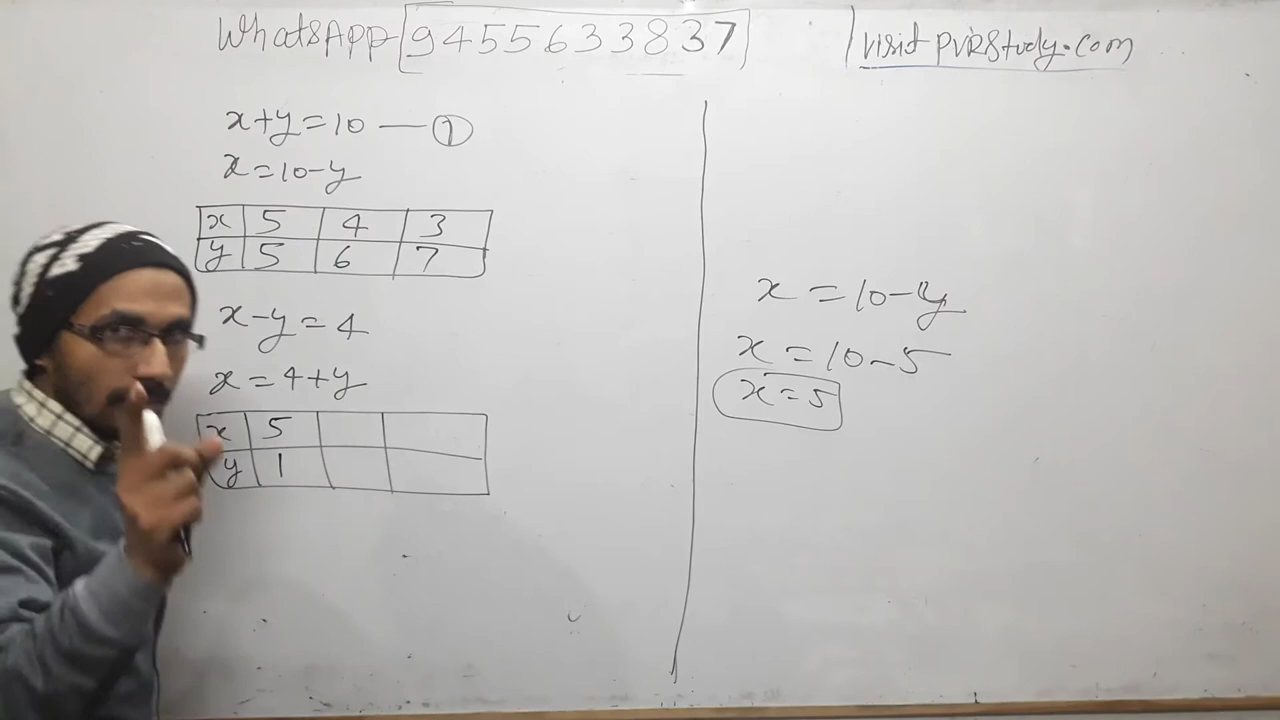 WhatsApp 9455633837
visit PVRStudy.com
x+y=10 — ①
x=10-y
x 5 4 3
y 5 6 7
x-y=4
x=4+y
x 5
y 1
x=10-y
x=10-5
x=5